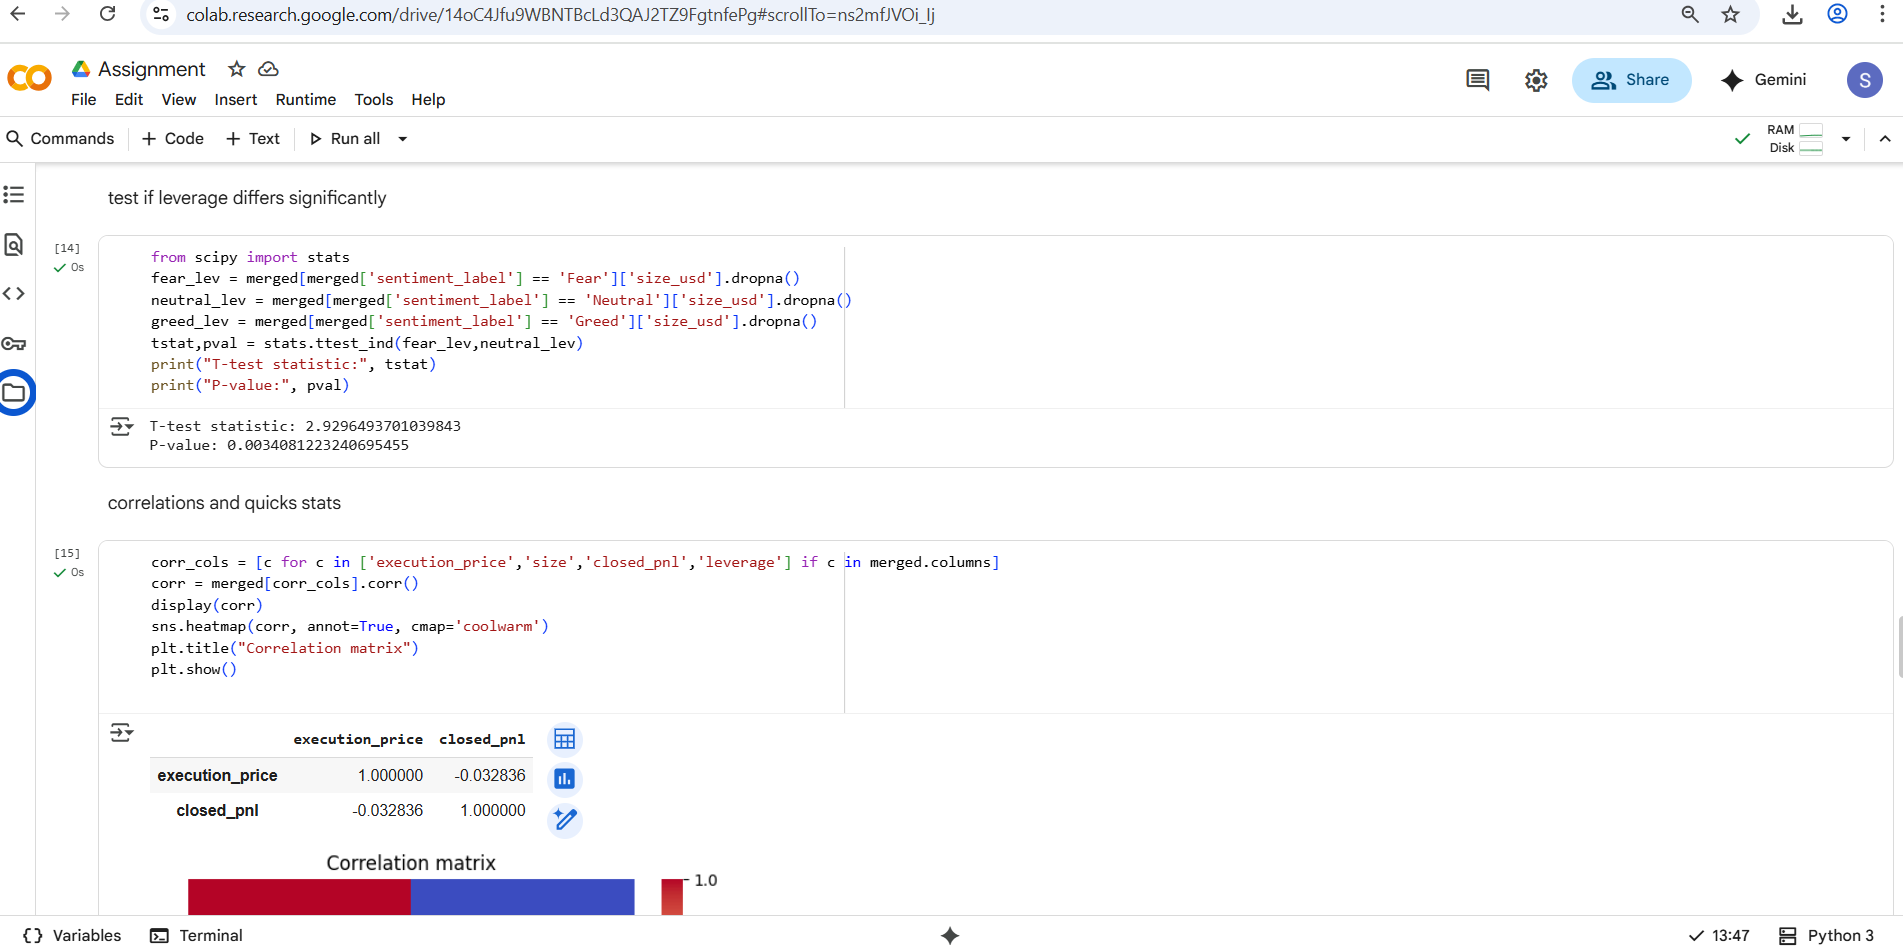 colab.research.google.com/drive/14oC4Jfu9WBNTBcLd3QAJ2TZ9FgtnfePg#scrollTo=ns2mfJVOi_Ij
Assignment
File Edit View Insert Runtime Tools Help
Share
Gemini
S
Commands + Code + Text Run all
RAM
Disk
test if leverage differs significantly
[14]
0s
from scipy import stats
fear_lev = merged[merged['sentiment_label'] == 'Fear']['size_usd'].dropna()
neutral_lev = merged[merged['sentiment_label'] == 'Neutral']['size_usd'].dropna()
greed_lev = merged[merged['sentiment_label'] == 'Greed']['size_usd'].dropna()
tstat,pval = stats.ttest_ind(fear_lev,neutral_lev)
print("T-test statistic:", tstat)
print("P-value:", pval)
T-test statistic: 2.9296493701039843
P-value: 0.0034081223240695455
correlations and quicks stats
[15]
0s
corr_cols = [c for c in ['execution_price','size','closed_pnl','leverage'] if c in merged.columns]
corr = merged[corr_cols].corr()
display(corr)
sns.heatmap(corr, annot=True, cmap='coolwarm')
plt.title("Correlation matrix")
plt.show()
execution_price closed_pnl
execution_price 1.000000 -0.032836
closed_pnl -0.032836 1.000000
Correlation matrix
1.0
{} Variables Terminal
13:47 Python 3